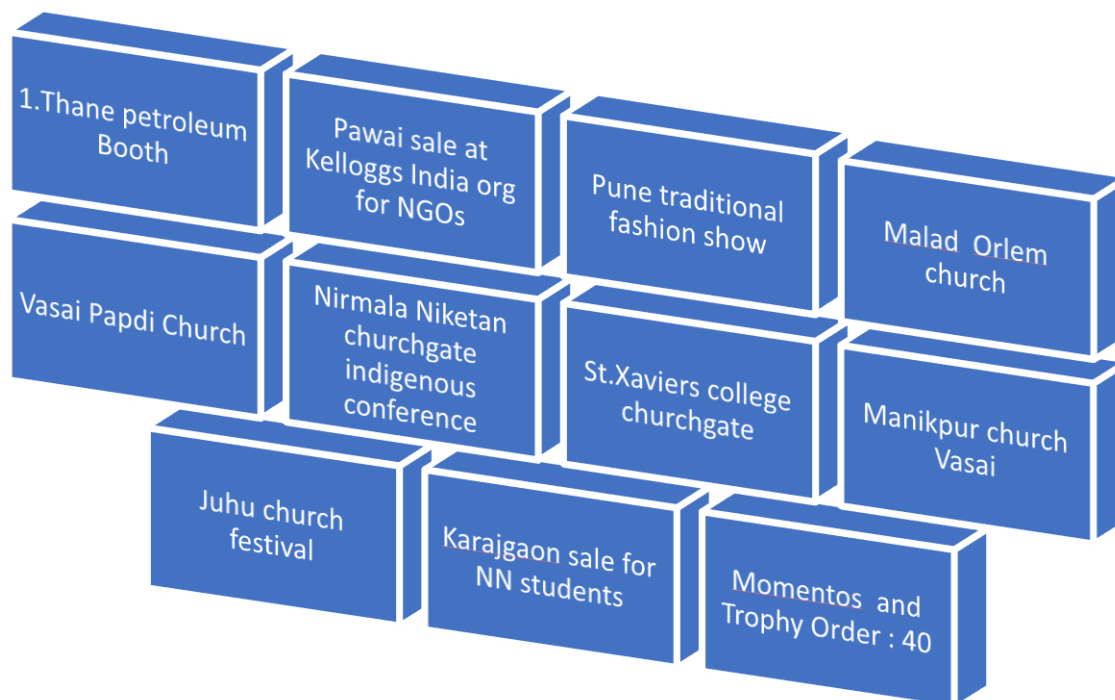 1.Thane petroleum
Booth
Pawai sale at
Kelloggs India org
for NGOs
Pune traditional
fashion show
Malad Orlem
church
Vasai Papdi Church
Nirmala Niketan
churchgate
indigenous
conference
St.Xaviers college
churchgate
Manikpur church
Vasai
Juhu church
festival
Karajgaon sale for
NN students
Momentos and
Trophy Order : 40